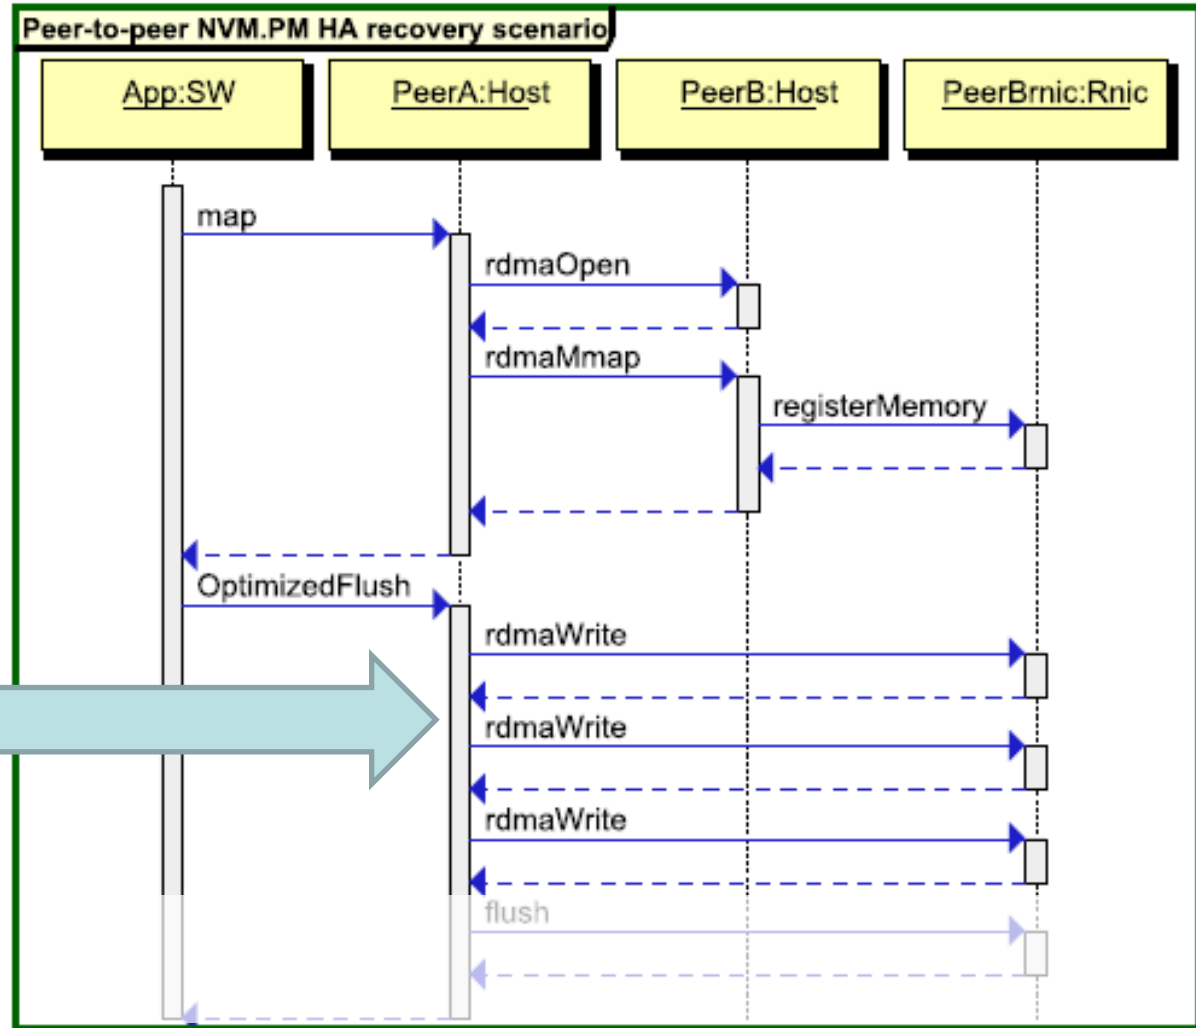 Peer-to-peer NVM.PM HA recovery scenario
App:SW
PeerA:Host
PeerB:Host
PeerBrnic:Rnic
map
rdmaOpen
rdmaMmap
registerMemory
OptimizedFlush
rdmaWrite
rdmaWrite
rdmaWrite
flush